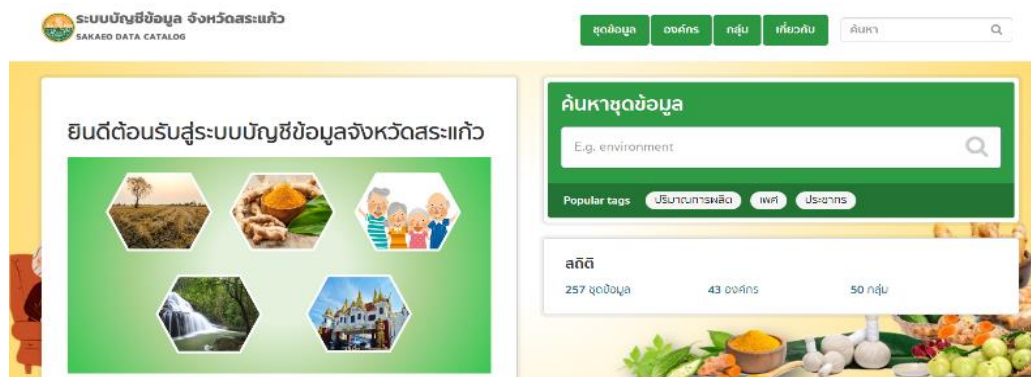 ระบบบัญชีข้อมูล จังหวัดสระแก้ว
SAKAEO DATA CATALOG
ชุดข้อมูล องค์กร กลุ่ม เกี่ยวกับ ค้นหา
ยินดีต้อนรับสู่ระบบบัญชีข้อมูลจังหวัดสระแก้ว
ค้นหาชุดข้อมูล
E.g. environment
Popular tags ปริมาณการผลิต เพศ ประชากร
สถิติ
257 ชุดข้อมูล 43 องค์กร 50 กลุ่ม